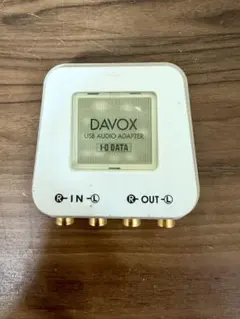 DAVOX
USB AUDIO ADAPTER
I-O DATA
R IN L R OUT L